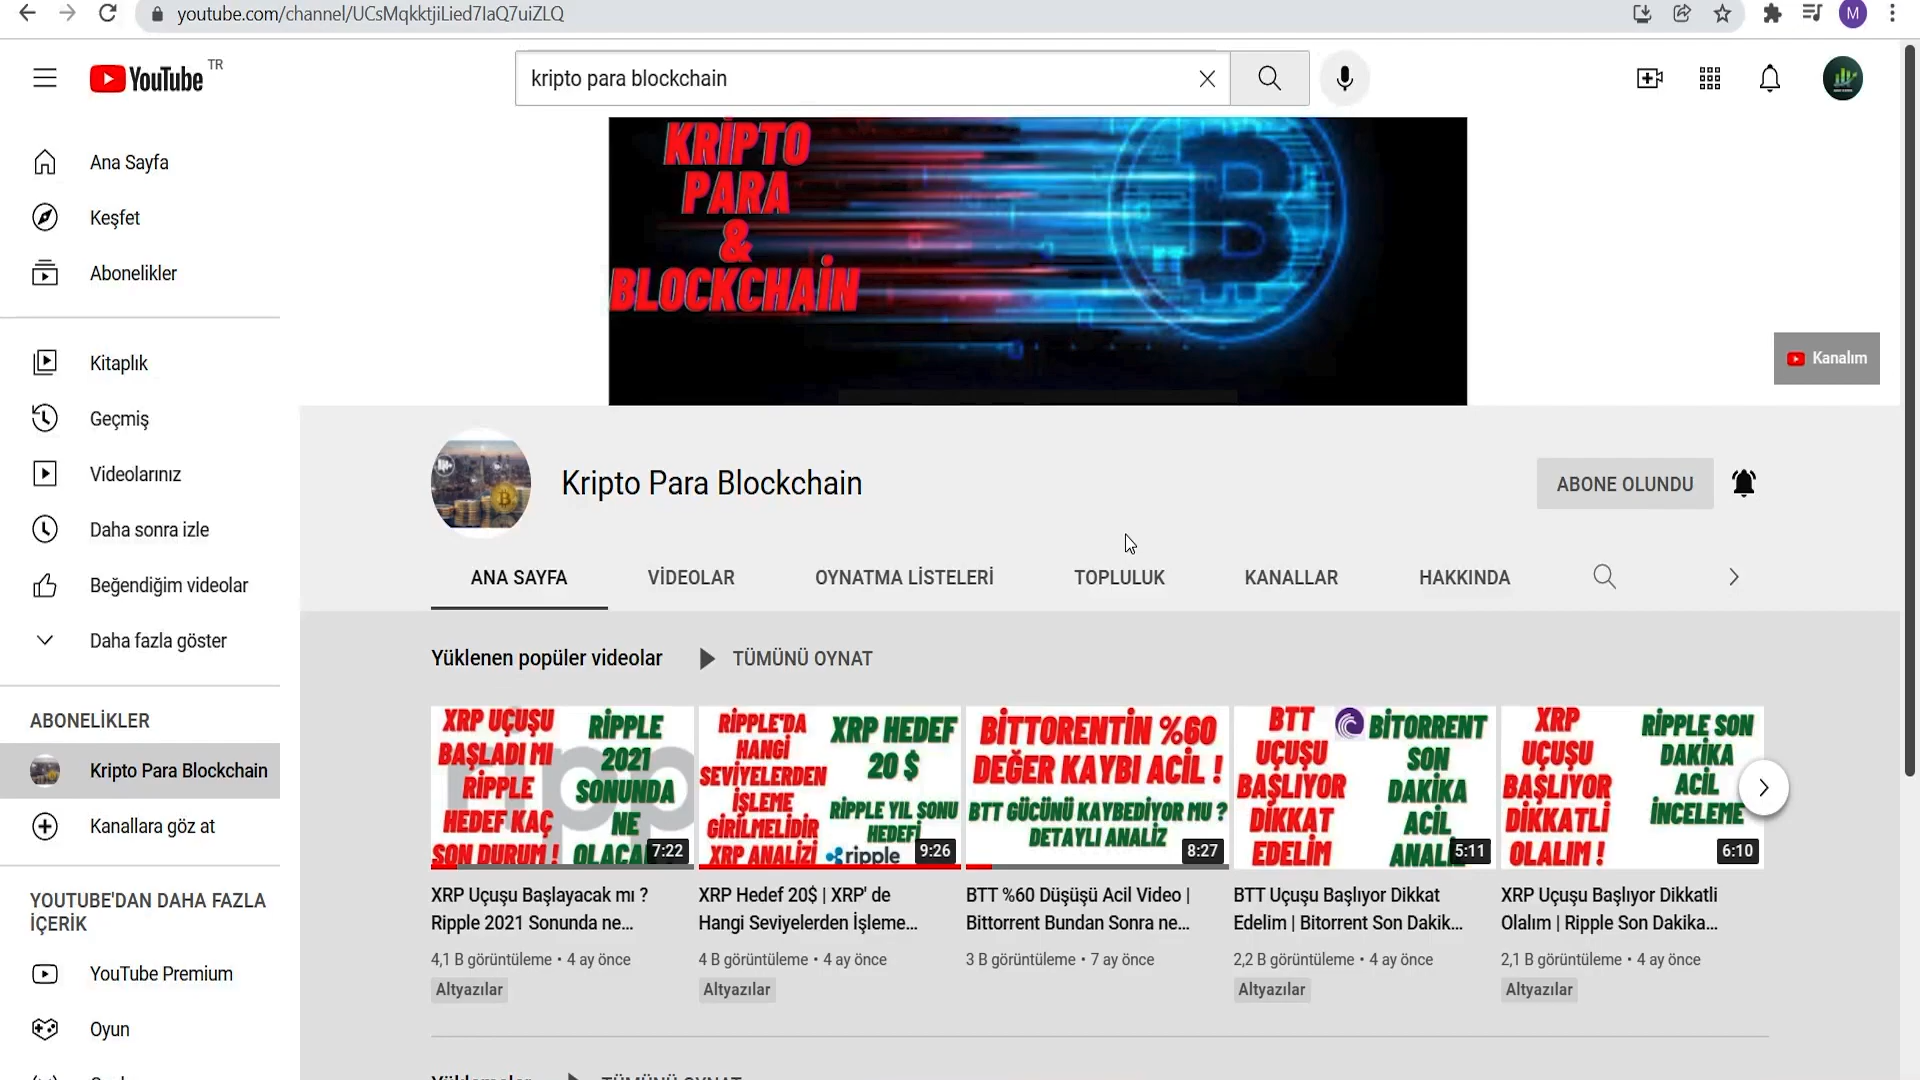 youtube.com/channel/UCsMqkktjiLied7IaQ7uiZLQ
M
YouTube TR
kripto para blockchain
Ana Sayfa
Keşfet
Abonelikler
Kitaplık
Geçmiş
Videolarınız
Daha sonra izle
Beğendiğim videolar
Daha fazla göster
ABONELİKLER
Kripto Para Blockchain
Kanallara göz at
YOUTUBE'DAN DAHA FAZLA
İÇERİK
YouTube Premium
Oyun
KRİPTO
PARA
&
BLOCKCHAİN
Kanalım
Kripto Para Blockchain
ABONE OLUNDU
ANA SAYFA
VİDEOLAR
OYNATMA LİSTELERİ
TOPLULUK
KANALLAR
HAKKINDA
Yüklenen popüler videolar
TÜMÜNÜ OYNAT
XRP UÇUŞU
BAŞLADI MI
RİPPLE
HEDEF KAÇ
SON DURUM !
RİPPLE
2021
SONUNDA
NE
7:22
XRP Uçuşu Başlayacak mı ?
Ripple 2021 Sonunda ne...
4,1 B görüntüleme • 4 ay önce
Altyazılar
RİPPLE'DA
HANGİ
SEVİYELERDEN
İŞLEME
GİRİLMELİDİR
XRP ANALİZİ
XRP HEDEF
20 $
RİPPLE YIL SONU
HEDEFİ
ripple
9:26
XRP Hedef 20$ | XRP' de
Hangi Seviyelerden İşleme...
4 B görüntüleme • 4 ay önce
Altyazılar
BİTTORENTİN %60
DEĞER KAYBI ACİL !
BTT GÜCÜNÜ KAYBEDİYOR MU ?
DETAYLI ANALİZ
8:27
BTT %60 Düşüşü Acil Video |
Bittorrent Bundan Sonra ne...
3 B görüntüleme • 7 ay önce
BTT
UÇUŞU
BAŞLIYOR
DİKKAT
EDELİM
BİTORRENT
SON
DAKİKA
ACİL
5:11
BTT Uçuşu Başlıyor Dikkat
Edelim | Bitorrent Son Dakik...
2,2 B görüntüleme • 4 ay önce
Altyazılar
XRP
UÇUŞU
BAŞLIYOR
DİKKATLİ
OLALIM !
RİPPLE SON
DAKİKA
ACİL
İNCELEME
6:10
XRP Uçuşu Başlıyor Dikkatli
Olalım | Ripple Son Dakika...
2,1 B görüntüleme • 4 ay önce
Altyazılar
TÜMÜNÜ OYNAT